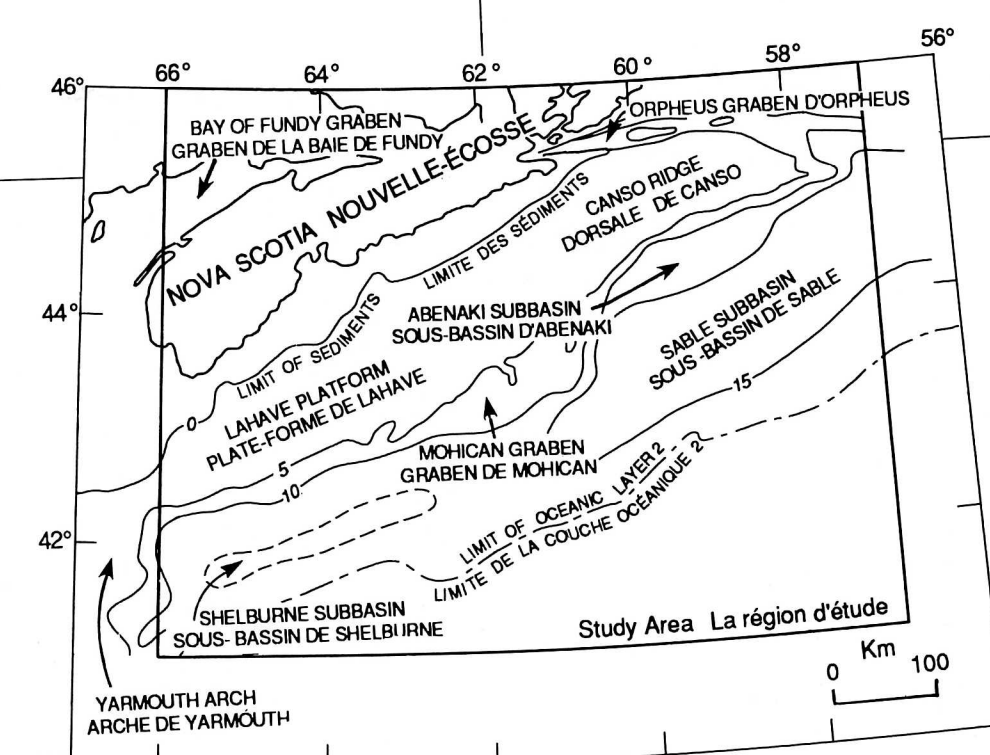 66°
64°
62°
60°
58°
56°
46°
BAY OF FUNDY GRABEN
GRABEN DE LA BAIE DE FUNDY
ORPHEUS GRABEN D'ORPHEUS
NOVA SCOTIA NOUVELLE-ÉCOSSE
CANSO RIDGE
DORSALE DE CANSO
LIMITE DES SÉDIMENTS
44°
ABENAKI SUBBASIN
SOUS-BASSIN D'ABENAKI
SABLE SUBBASIN
SOUS-BASSIN DE SABLE
LIMIT OF SEDIMENTS
0
LAHAVE PLATFORM
PLATE-FORME DE LAHAVE
15
5
10
MOHICAN GRABEN
GRABEN DE MOHICAN
LIMIT OF OCEANIC LAYER 2
LIMITE DE LA COUCHE OCÉANIQUE 2
42°
SHELBURNE SUBBASIN
SOUS-BASSIN DE SHELBURNE
Study Area La région d'étude
Km
0 100
YARMOUTH ARCH
ARCHE DE YARMOUTH